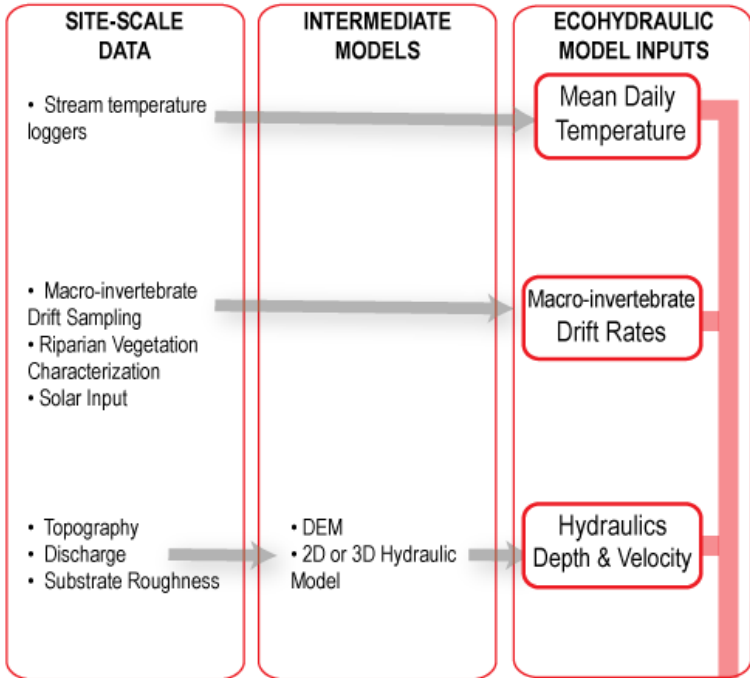 SITE-SCALE
DATA
INTERMEDIATE
MODELS
ECOHYDRAULIC
MODEL INPUTS
• Stream temperature
loggers
Mean Daily
Temperature
• Macro-invertebrate
Drift Sampling
• Riparian Vegetation
Characterization
• Solar Input
Macro-invertebrate
Drift Rates
• Topography
• Discharge
• Substrate Roughness
• DEM
• 2D or 3D Hydraulic
Model
Hydraulics
Depth & Velocity